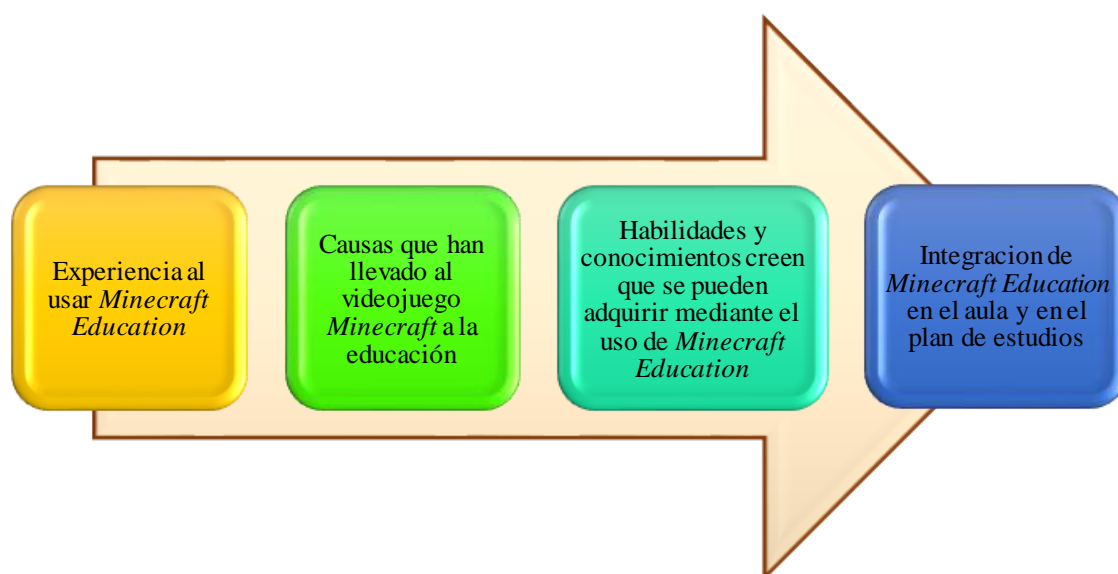 Experiencia al
usar Minecraft
Education
Causas que han
llevado al
videojuego
Minecraft a la
educación
Habilidades y
conocimientos creen
que se pueden
adquirir mediante el
uso de Minecraft
Education
Integracion de
Minecraft Education
en el aula y en el
plan de estudios